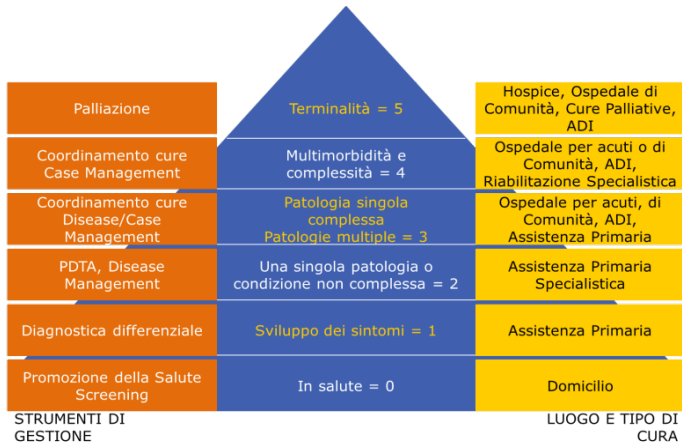 Palliazione
Terminalità = 5
Hospice, Ospedale di
Comunità, Cure Palliative,
ADI
Coordinamento cure
Case Management
Multimorbidità e
complessità = 4
Ospedale per acuti o di
Comunità, ADI,
Riabilitazione Specialistica
Coordinamento cure
Disease/Case
Management
Patologia singola
complessa
Patologie multiple = 3
Ospedale per acuti, di
Comunità, ADI,
Assistenza Primaria
PDTA, Disease
Management
Una singola patologia o
condizione non complessa = 2
Assistenza Primaria
Specialistica
Diagnostica differenziale
Sviluppo dei sintomi = 1
Assistenza Primaria
Promozione della Salute
Screening
In salute = 0
Domicilio
STRUMENTI DI
GESTIONE
LUOGO E TIPO DI
CURA